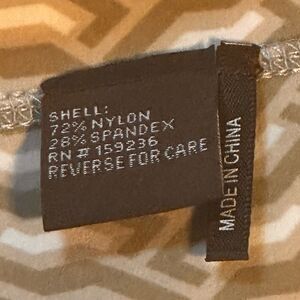 SHELL:
72% NYLON
28% SPANDEX
RN # 159236
REVERSE FOR CARE
MADE IN CHINA